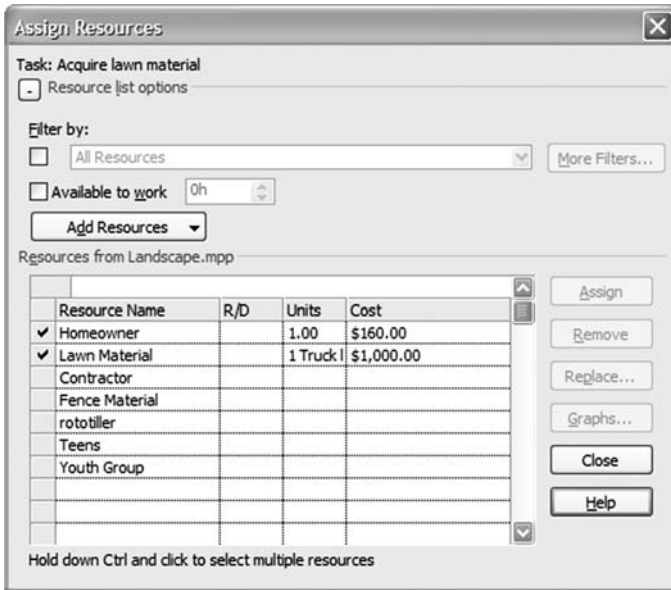 Assign Resources
Task: Acquire lawn material
- Resource list options
Filter by:
All Resources More Filters...
Available to work 0h
Add Resources
Resources from Landscape.mpp
Assign
Resource Name R/D Units Cost
Homeowner 1.00 $160.00 Remove
Lawn Material 1 Truck l $1,000.00
Contractor Replace...
Fence Material
rototiller Graphs...
Teens
Youth Group Close
Help
Hold down Ctrl and click to select multiple resources